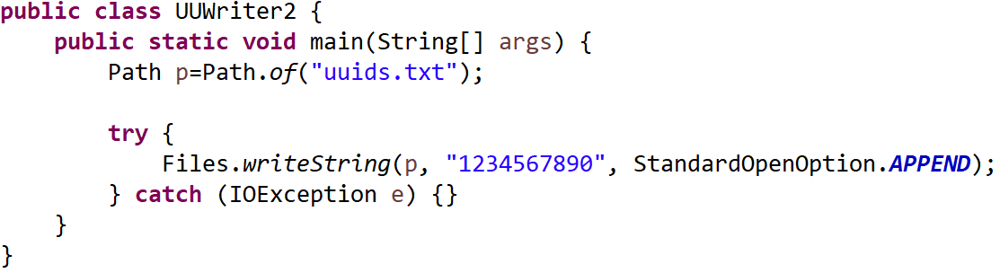 public class UUWriter2 {
    public static void main(String[] args) {
        Path p=Path.of("uuids.txt");

        try {
            Files.writeString(p, "1234567890", StandardOpenOption.APPEND);
        } catch (IOException e) {}
    }
}